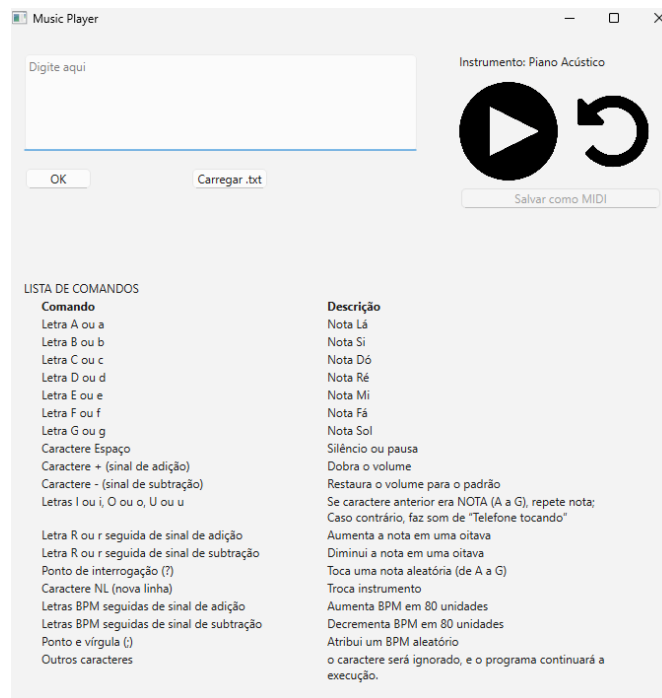 Music Player
Digite aqui
Instrumento: Piano Acústico
OK
Carregar .txt
Salvar como MIDI
LISTA DE COMANDOS
Comando Descrição
Letra A ou a Nota Lá
Letra B ou b Nota Si
Letra C ou c Nota Dó
Letra D ou d Nota Ré
Letra E ou e Nota Mi
Letra F ou f Nota Fá
Letra G ou g Nota Sol
Caractere Espaço Silêncio ou pausa
Caractere + (sinal de adição) Dobra o volume
Caractere - (sinal de subtração) Restaura o volume para o padrão
Letras I ou i, O ou o, U ou u Se caractere anterior era NOTA (A a G), repete nota;
Caso contrário, faz som de "Telefone tocando"
Letra R ou r seguida de sinal de adição Aumenta a nota em uma oitava
Letra R ou r seguida de sinal de subtração Diminui a nota em uma oitava
Ponto de interrogação (?) Toca uma nota aleatória (de A a G)
Caractere NL (nova linha) Troca instrumento
Letras BPM seguidas de sinal de adição Aumenta BPM em 80 unidades
Letras BPM seguidas de sinal de subtração Decrementa BPM em 80 unidades
Ponto e vírgula (;) Atribui um BPM aleatório
Outros caracteres o caractere será ignorado, e o programa continuará a
execução.